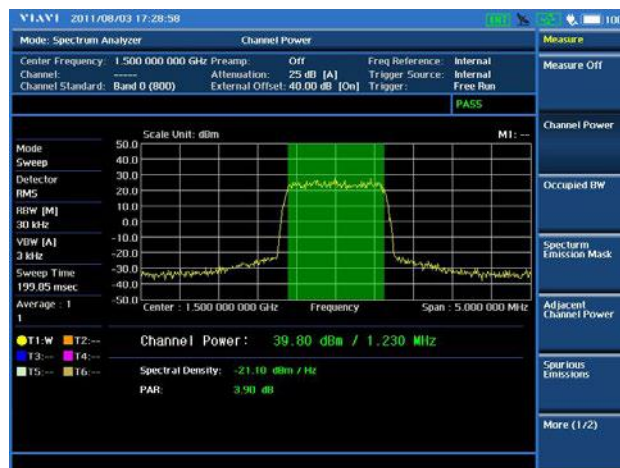 VIAVI 2011/08/03 17:28:58
INT
100
Mode: Spectrum Analyzer Channel Power
Measure
Center Frequency: 1.500 000 000 GHz Preamp: Off Freq Reference: Internal
Channel: ----- Attenuation: 25 dB [A] Trigger Source: Internal
Channel Standard: Band 0 (800) External Offset: 40.00 dB [On] Trigger: Free Run
PASS
Measure Off
Channel Power
Occupied BW
Specturm Emission Mask
Adjacent Channel Power
Spurious Emissions
More (1/2)
Mode
Sweep
Detector
RMS
RBW [M]
30 kHz
VBW [A]
3 kHz
Sweep Time
199.85 msec
Average : 1
1
T1:W T2:--
T3:-- T4:--
T5:-- T6:--
Scale Unit: dBm M1: --
50.0
40.0
30.0
20.0
10.0
0.0
-10.0
-20.0
-30.0
-40.0
-50.0
Center : 1.500 000 000 GHz Frequency Span : 5.000 000 MHz
Channel Power: 39.80 dBm / 1.230 MHz
Spectral Density: -21.10 dBm / Hz
PAR: 3.90 dB